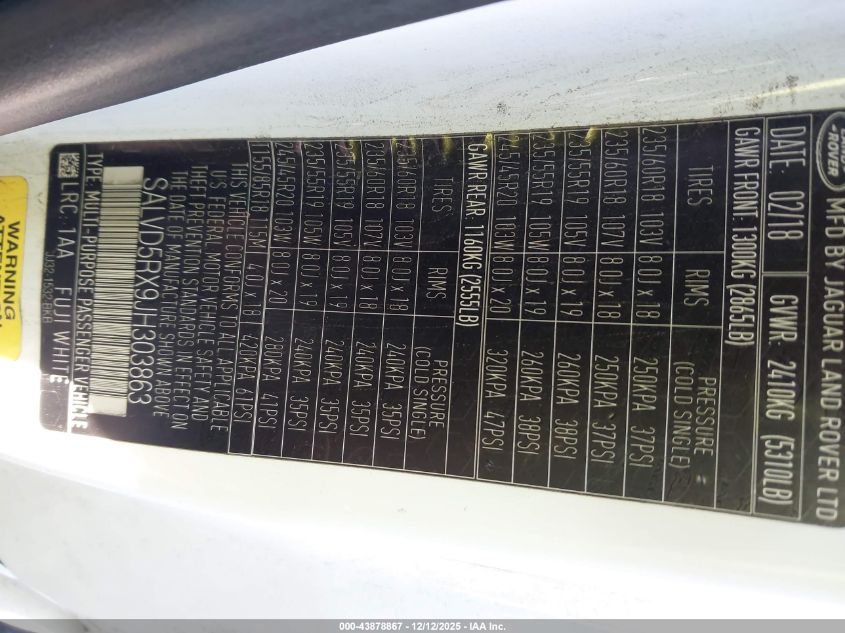 LAND ROVER
MFD BY JAGUAR LAND ROVER LTD
DATE: 02/18 GVWR: 2410KG (5310LB)
GAWR FRONT: 1300KG (2865LB)
TIRES RIMS PRESSURE (COLD SINGLE)
235/60R18 103V 8.0J x 18 250KPA 37PSI
235/60R18 107V 8.0J x 18 250KPA 37PSI
235/55R19 105V 8.0J x 19 260KPA 38PSI
235/55R19 105W 8.0J x 19 260KPA 38PSI
245/45R20 103W 8.0J x 20 320KPA 47PSI
GAWR REAR: 1160KG (2555LB)
TIRES RIMS PRESSURE (COLD SINGLE)
235/60R18 103V 8.0J x 18 240KPA 35PSI
235/60R18 107V 8.0J x 18 240KPA 35PSI
235/55R19 105V 8.0J x 19 240KPA 35PSI
235/55R19 105W 8.0J x 19 240KPA 35PSI
245/45R20 103W 8.0J x 20 280KPA 41PSI
T155/85R18 115M 4.0J x 18 420KPA 61PSI
THIS VEHICLE CONFORMS TO ALL APPLICABLE
U.S. FEDERAL MOTOR VEHICLE SAFETY AND
THEFT PREVENTION STANDARDS IN EFFECT ON
THE DATE OF MANUFACTURE SHOWN ABOVE
SALVD5RX9JH303863
TYPE: MULTI-PURPOSE PASSENGER VEHICLE
LRC: 1AA FUJI WHITE
WARNING
000-43878867 - 12/12/2025 - IAA Inc.